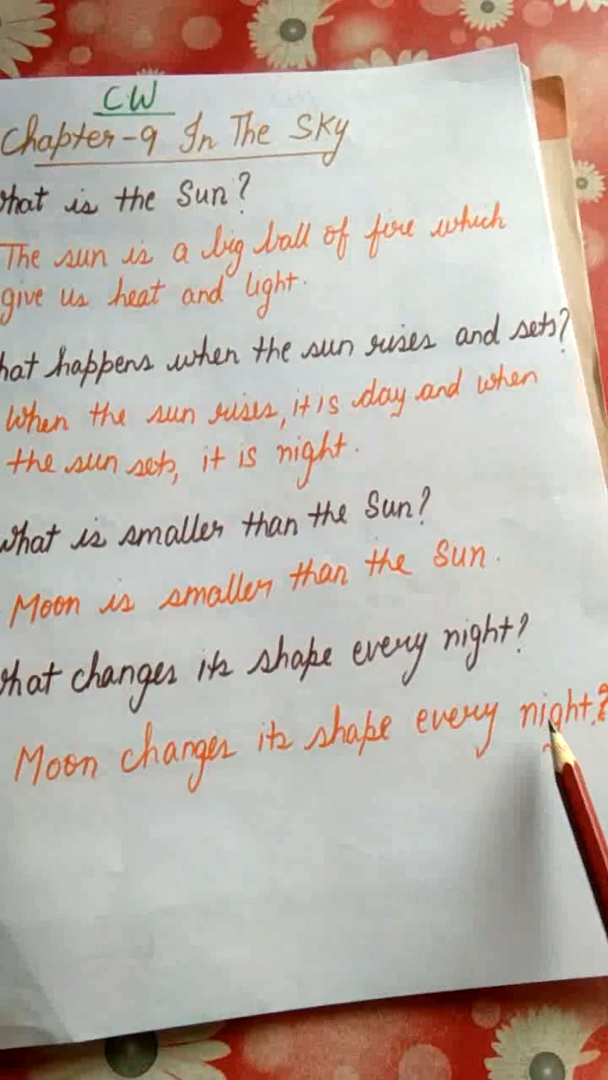 CW
Chapter-9 In The Sky
hat is the Sun?
The sun is a big ball of fire which
give us heat and light.
hat happens when the sun rises and sets?
When the sun rises, it is day and when
the sun sets, it is night.
what is smaller than the Sun?
Moon is smaller than the Sun.
hat changes its shape every night?
Moon changes its shape every night.?